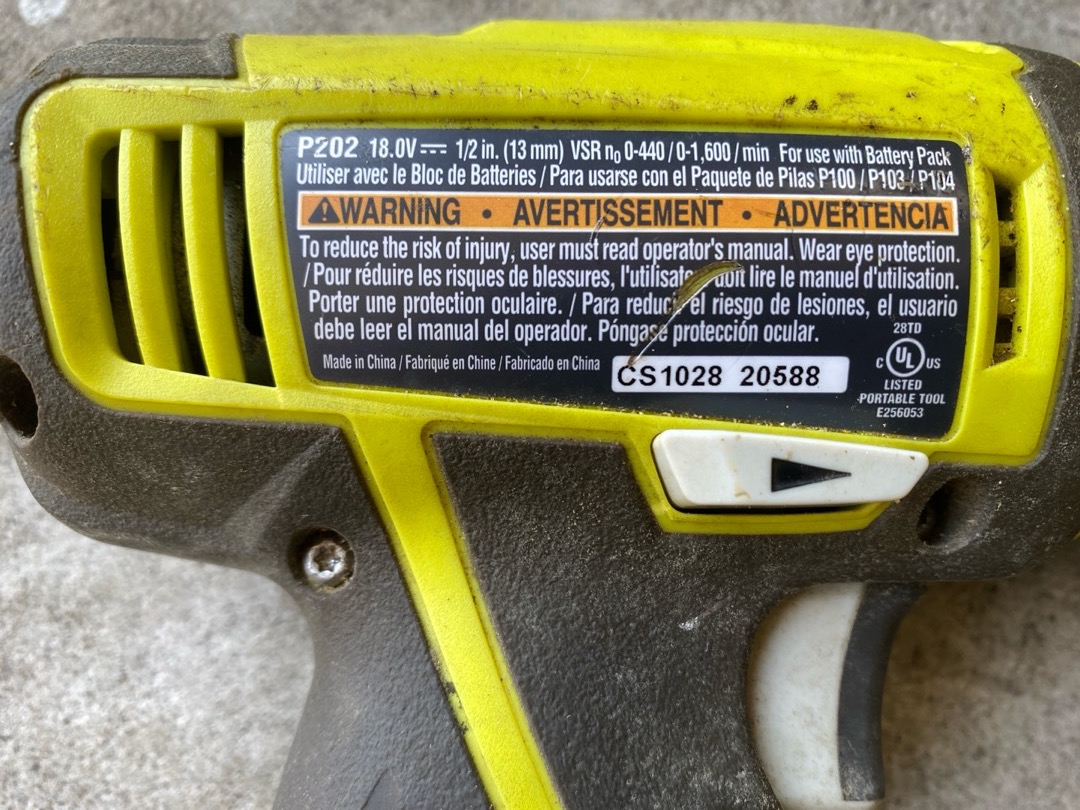 P202 18.0V⎓ 1/2 in. (13 mm) VSR n₀ 0-440 / 0-1,600 / min For use with Battery Pack
Utiliser avec le Bloc de Batteries / Para usarse con el Paquete de Pilas P100 / P103 / P104
⚠WARNING • AVERTISSEMENT • ADVERTENCIA
To reduce the risk of injury, user must read operator's manual. Wear eye protection.
/ Pour réduire les risques de blessures, l'utilisateur doit lire le manuel d'utilisation.
Porter une protection oculaire. / Para reducir el riesgo de lesiones, el usuario
debe leer el manual del operador. Póngase protección ocular.
Made in China / Fabriqué en Chine / Fabricado en China
CS1028 20588
28TD
C UL US
LISTED
PORTABLE TOOL
E256053